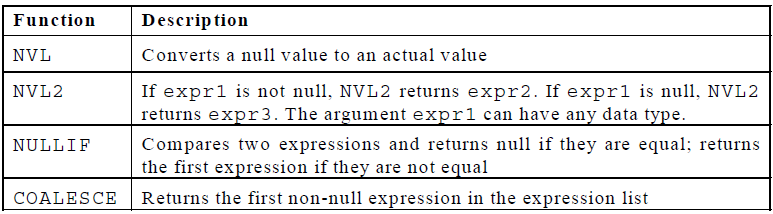 Function Description
NVL Converts a null value to an actual value
NVL2 If expr1 is not null, NVL2 returns expr2. If expr1 is null, NVL2
returns expr3. The argument expr1 can have any data type.
NULLIF Compares two expressions and returns null if they are equal; returns
the first expression if they are not equal
COALESCE Returns the first non-null expression in the expression list